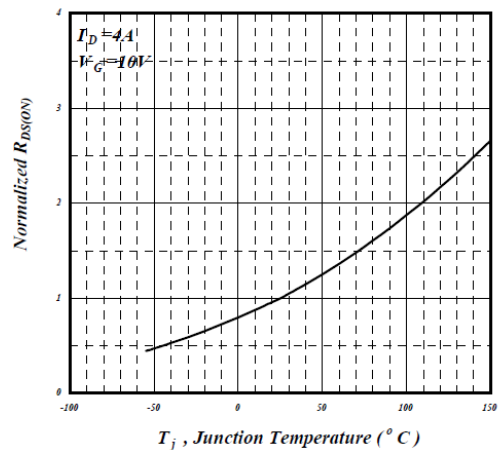 4
I_D =4A
V_G =10V
3
2
1
0
Normalized R_DS(ON)
-100 -50 0 50 100 150
T_j , Junction Temperature ( ° C )